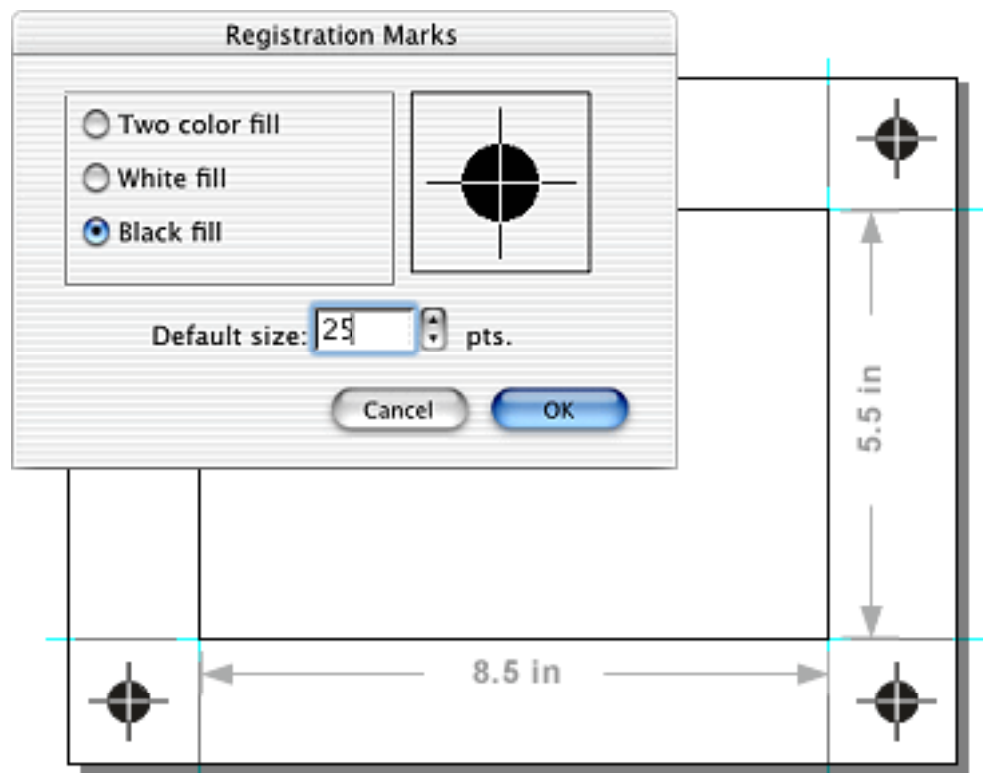 Registration Marks
Two color fill
White fill
Black fill
Default size: 25 pts.
Cancel OK
5.5 in
8.5 in